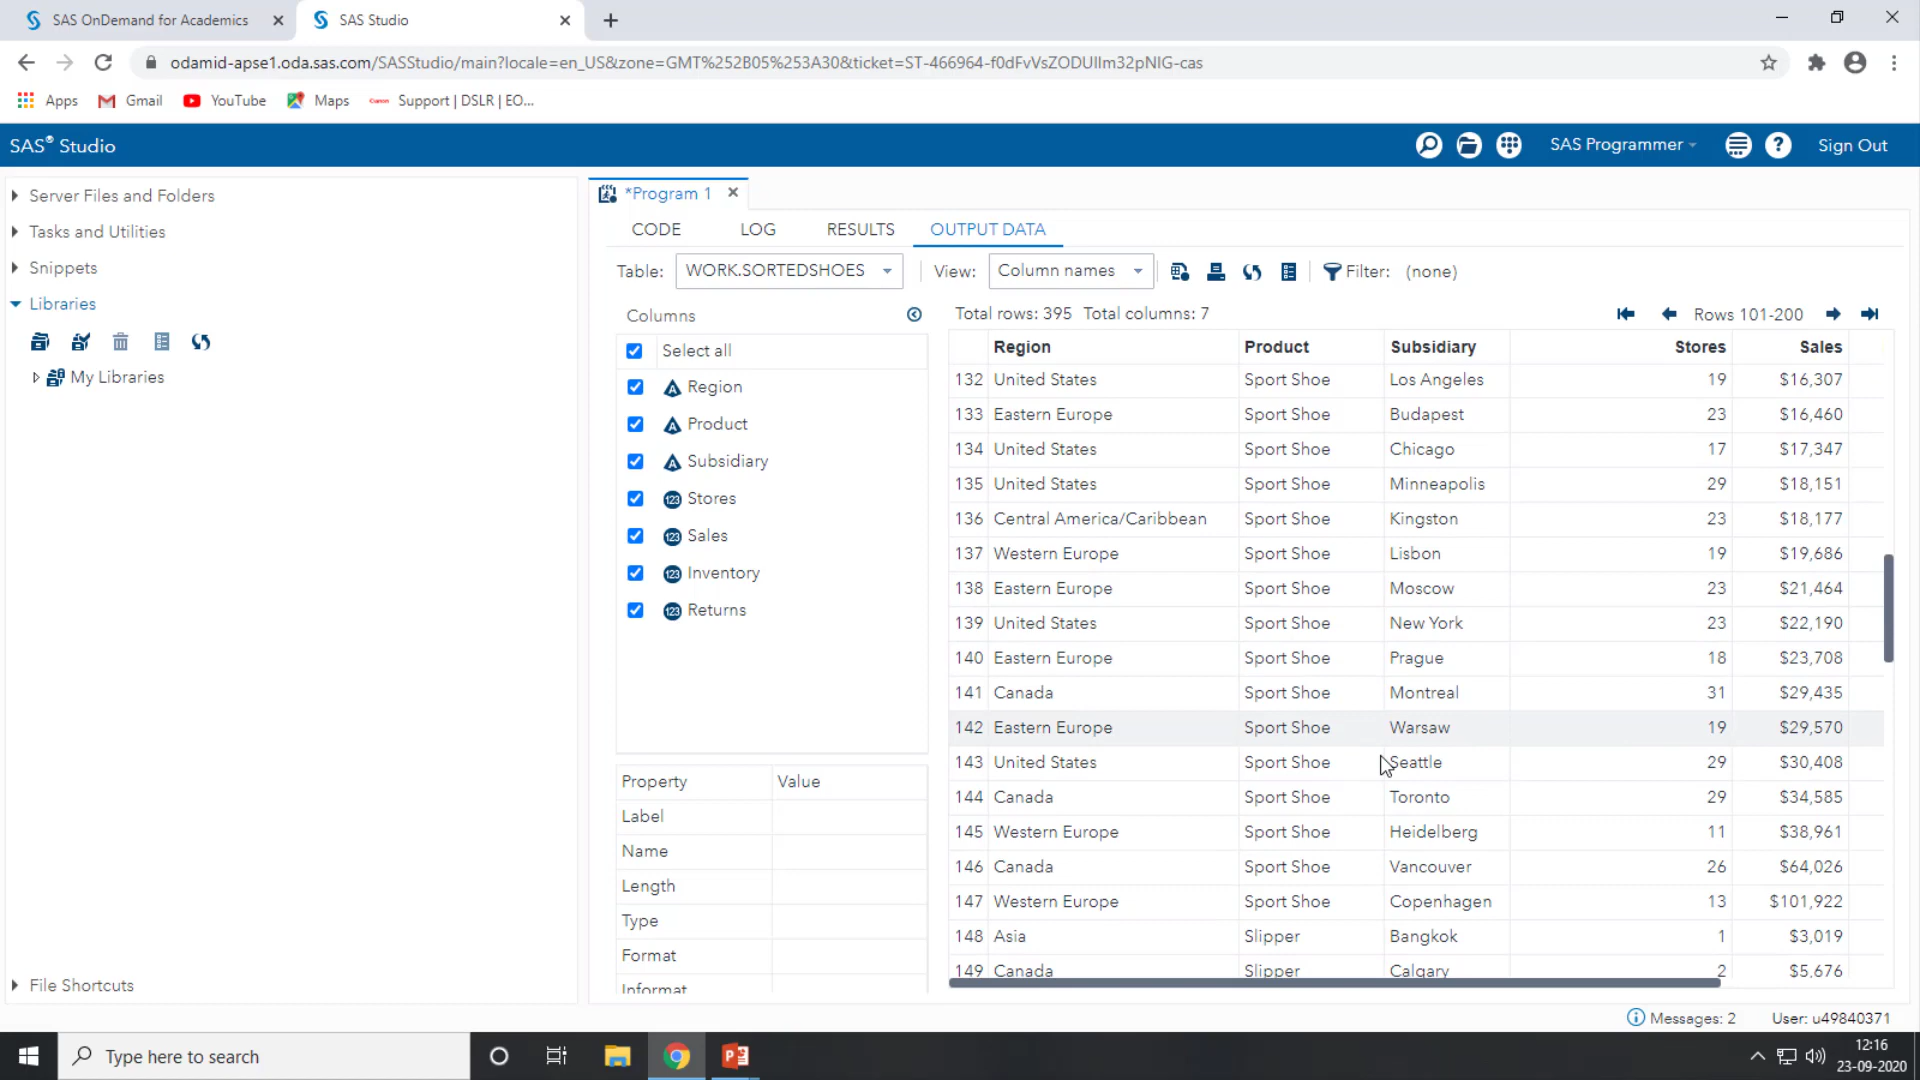 SAS OnDemand for Academics
SAS Studio
odamid-apse1.oda.sas.com/SASStudio/main?locale=en_US&zone=GMT%252B05%253A30&ticket=ST-466964-f0dFvVsZODUIIm32pNIG-cas
Apps
Gmail
YouTube
Maps
Canon
Support | DSLR | EO...
SAS® Studio
SAS Programmer
?
Sign Out
Server Files and Folders
Tasks and Utilities
Snippets
Libraries
My Libraries
File Shortcuts
*Program 1
CODE LOG RESULTS OUTPUT DATA
Table: WORK.SORTEDSHOES View: Column names Filter: (none)
Columns
Select all
Region
Product
Subsidiary
123 Stores
123 Sales
123 Inventory
123 Returns
Property Value
Label
Name
Length
Type
Format
Informat
Total rows: 395 Total columns: 7 Rows 101-200
Region Product Subsidiary Stores Sales
132 United States Sport Shoe Los Angeles 19 $16,307
133 Eastern Europe Sport Shoe Budapest 23 $16,460
134 United States Sport Shoe Chicago 17 $17,347
135 United States Sport Shoe Minneapolis 29 $18,151
136 Central America/Caribbean Sport Shoe Kingston 23 $18,177
137 Western Europe Sport Shoe Lisbon 19 $19,686
138 Eastern Europe Sport Shoe Moscow 23 $21,464
139 United States Sport Shoe New York 23 $22,190
140 Eastern Europe Sport Shoe Prague 18 $23,708
141 Canada Sport Shoe Montreal 31 $29,435
142 Eastern Europe Sport Shoe Warsaw 19 $29,570
143 United States Sport Shoe Seattle 29 $30,408
144 Canada Sport Shoe Toronto 29 $34,585
145 Western Europe Sport Shoe Heidelberg 11 $38,961
146 Canada Sport Shoe Vancouver 26 $64,026
147 Western Europe Sport Shoe Copenhagen 13 $101,922
148 Asia Slipper Bangkok 1 $3,019
149 Canada Slipper Calgary 2 $5,676
Messages: 2 User: u49840371
Type here to search
12:16
23-09-2020